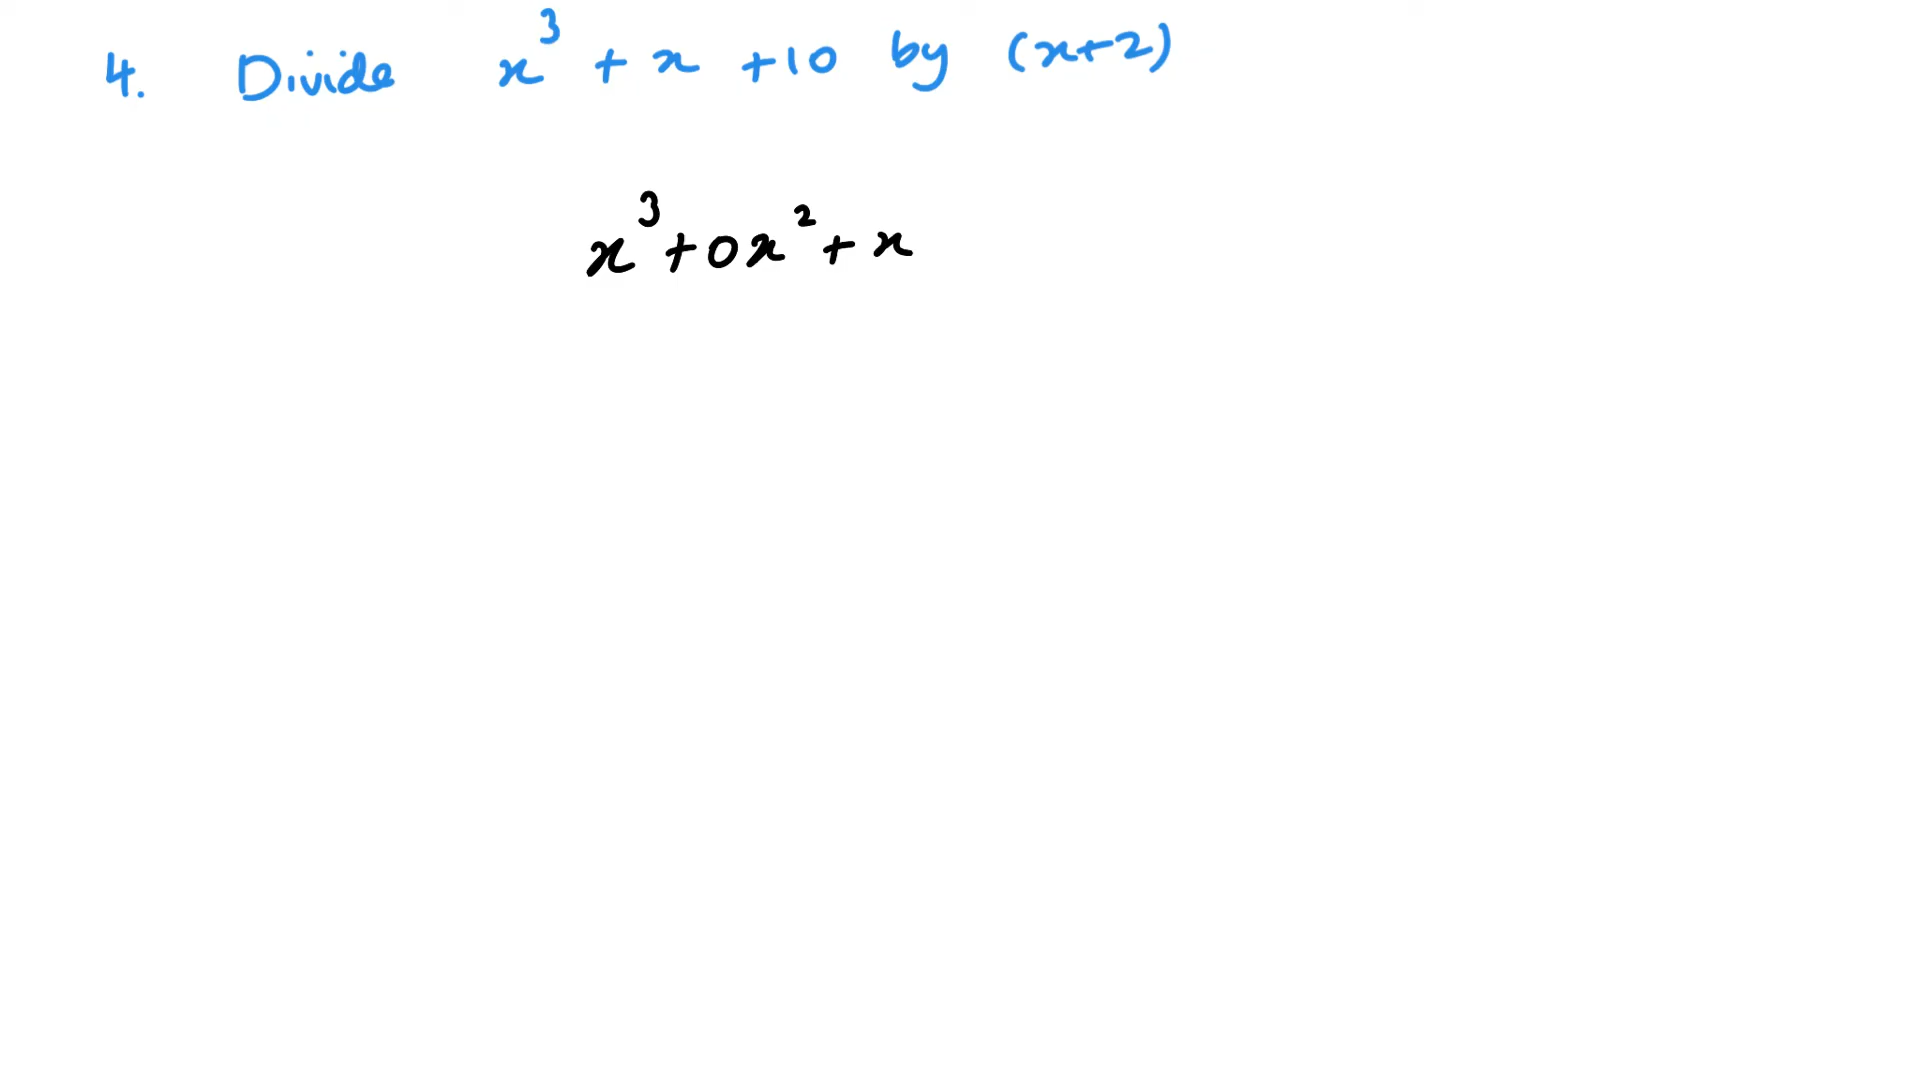 4. Divide x³ + x + 10 by (x+2)
x³ + 0x² + x